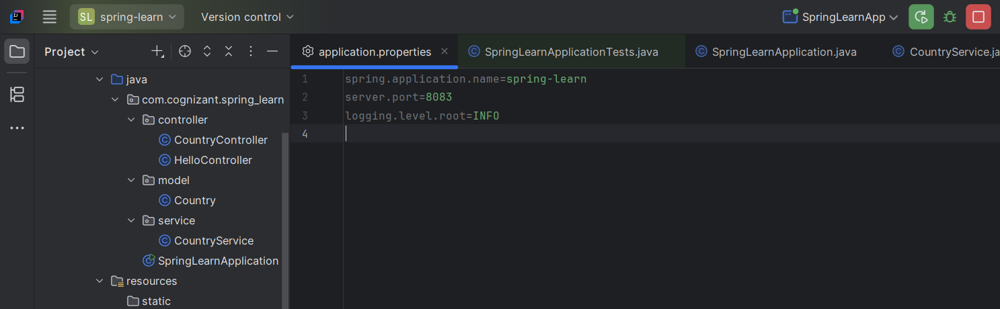 SL spring-learn Version control SpringLearnApp
Project
application.properties SpringLearnApplicationTests.java SpringLearnApplication.java CountryService.ja
java
com.cognizant.spring_learn
controller
CountryController
HelloController
model
Country
service
CountryService
SpringLearnApplication
resources
static
1 spring.application.name=spring-learn
2 server.port=8083
3 logging.level.root=INFO
4